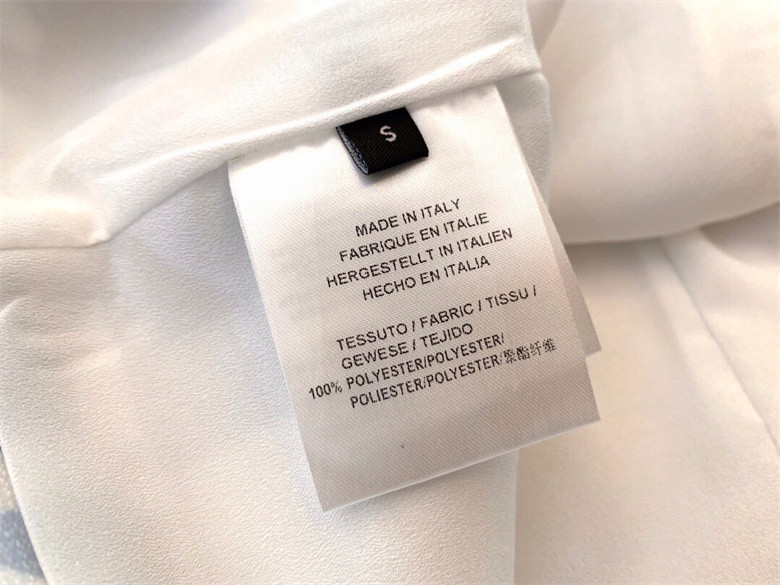 S
MADE IN ITALY
FABRIQUE EN ITALIE
HERGESTELLT IN ITALIEN
HECHO EN ITALIA
TESSUTO / FABRIC / TISSU /
GEWESE / TEJIDO
100% POLYESTER/POLYESTER/
POLIESTER/POLYESTER/聚酯纤维